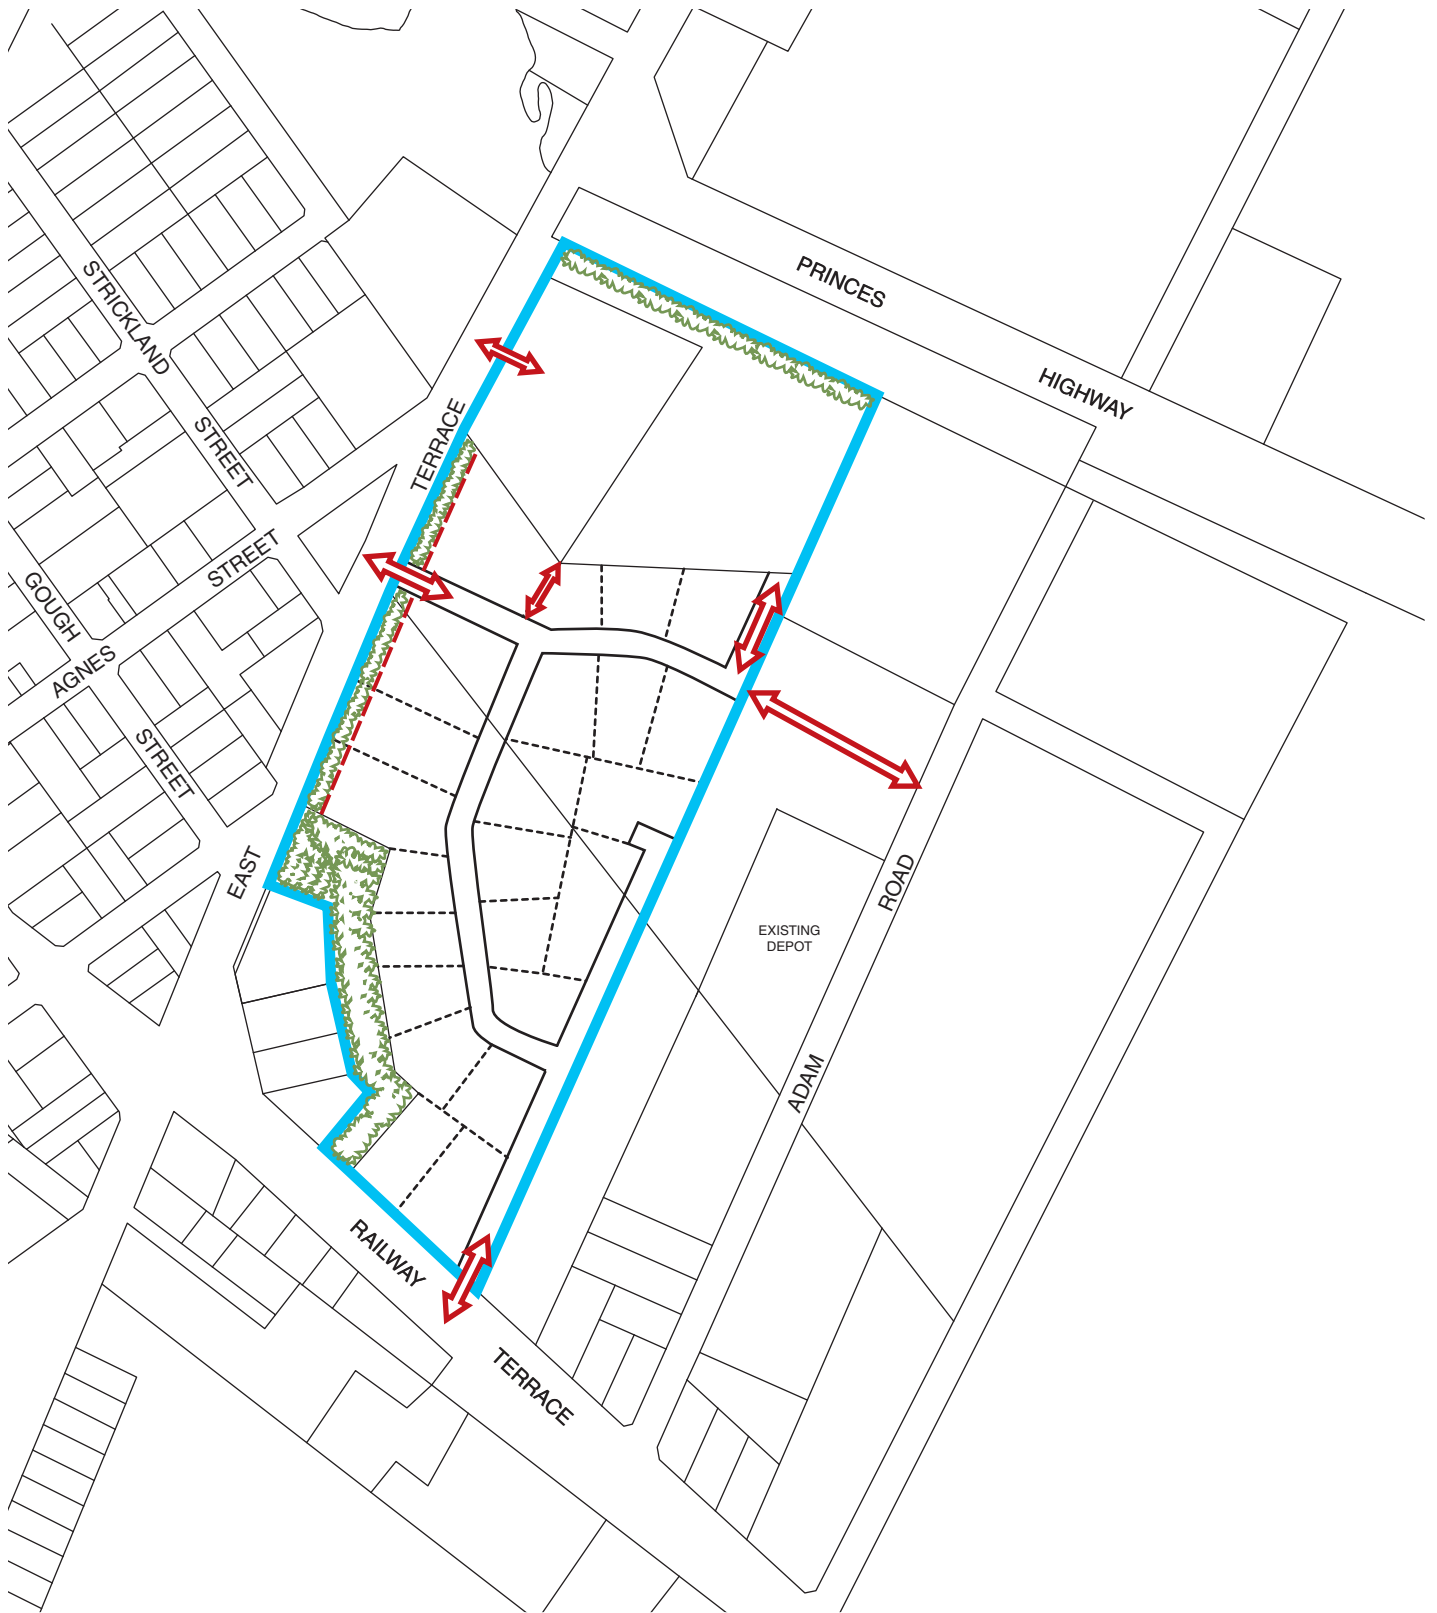 PRINCES
HIGHWAY
STRICKLAND
STREET
TERRACE
STREET
GOUGH
AGNES
STREET
EAST
ROAD
EXISTING
DEPOT
ADAM
RAILWAY
TERRACE